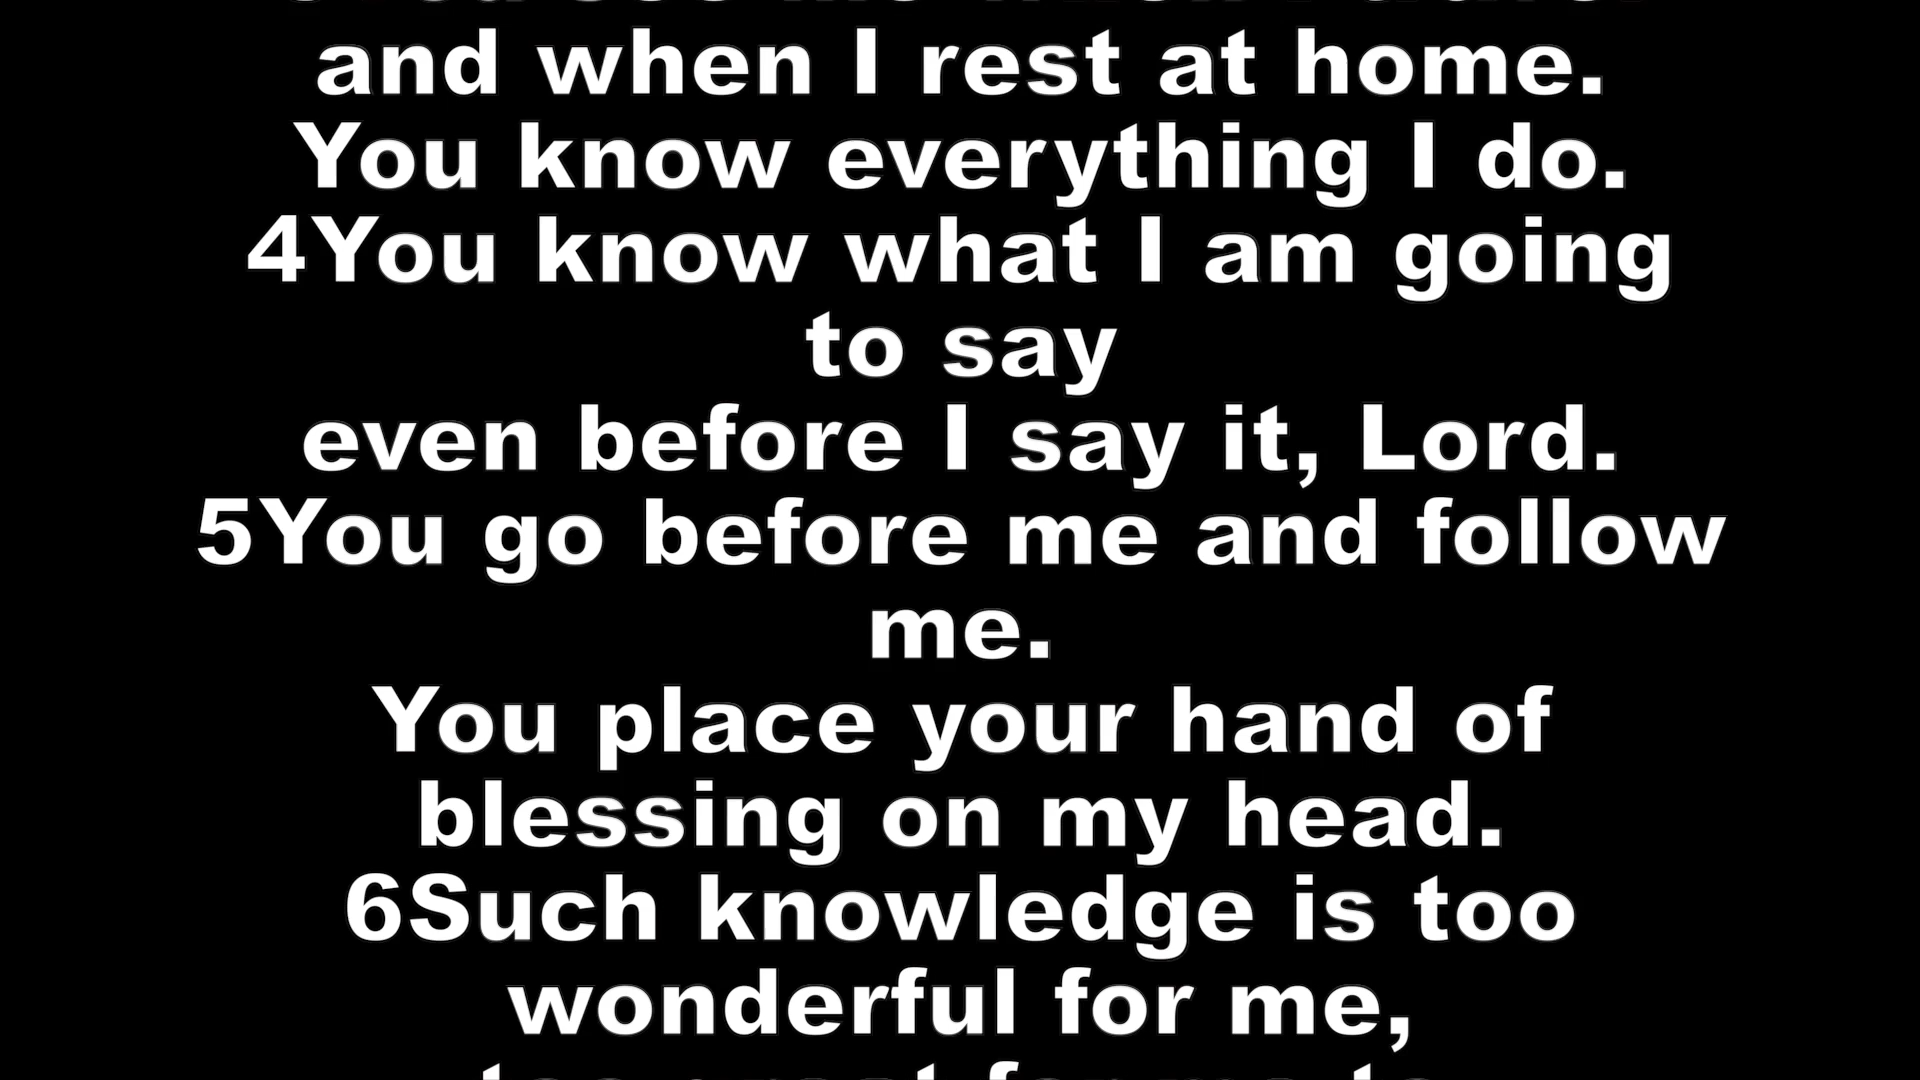 and when I rest at home.
You know everything I do.
4You know what I am going
to say
even before I say it, Lord.
5You go before me and follow
me.
You place your hand of
blessing on my head.
6Such knowledge is too
wonderful for me,